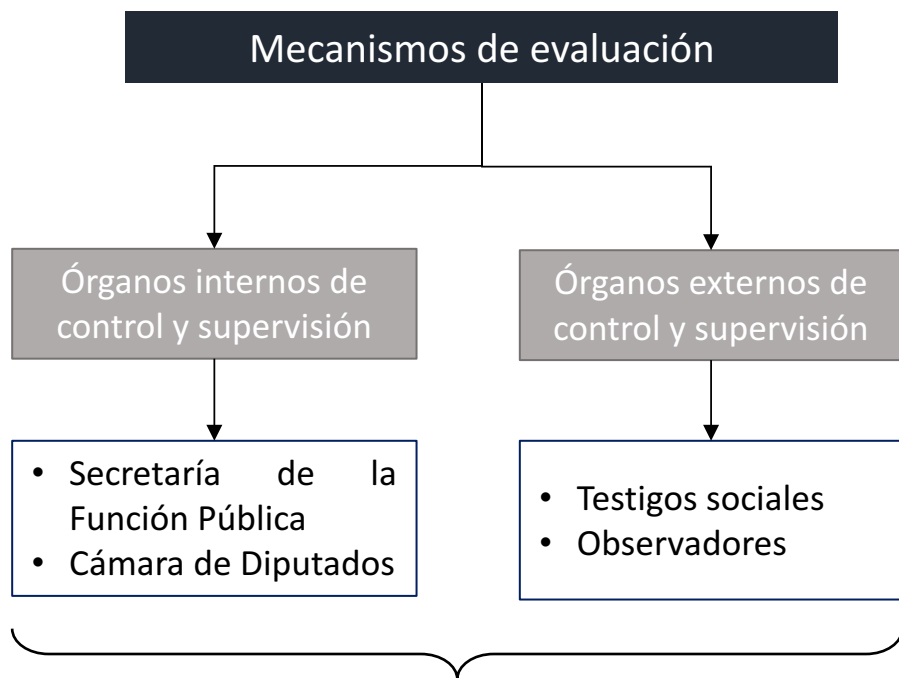 Mecanismos de evaluación
Órganos internos de
control y supervisión
Órganos externos de
control y supervisión
• Secretaría de la
Función Pública
• Cámara de Diputados
• Testigos sociales
• Observadores